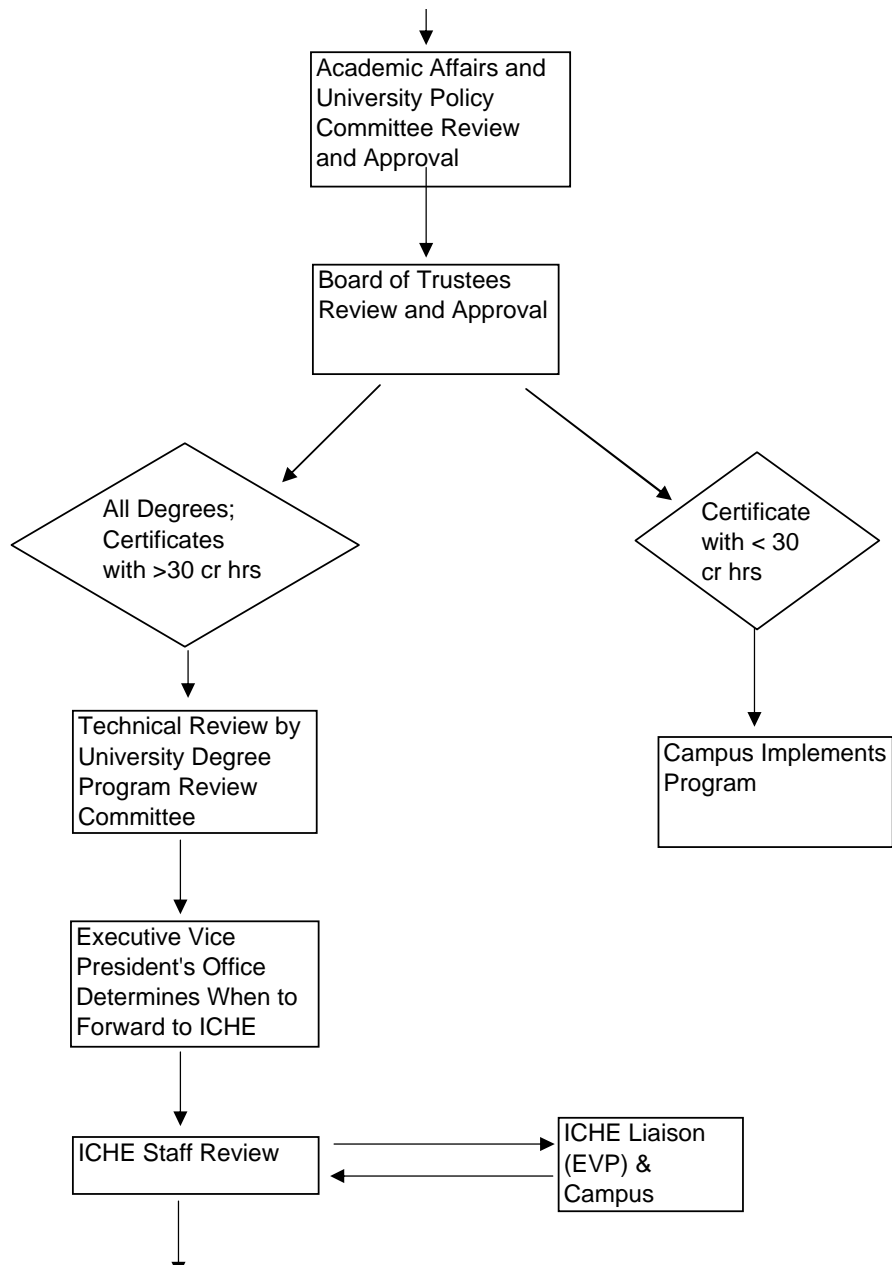 Academic Affairs and
University Policy
Committee Review
and Approval
Board of Trustees
Review and Approval
All Degrees;
Certificates
with >30 cr hrs
Certificate
with < 30
cr hrs
Technical Review by
University Degree
Program Review
Committee
Campus Implements
Program
Executive Vice
President's Office
Determines When to
Forward to ICHE
ICHE Staff Review
ICHE Liaison
(EVP) &
Campus